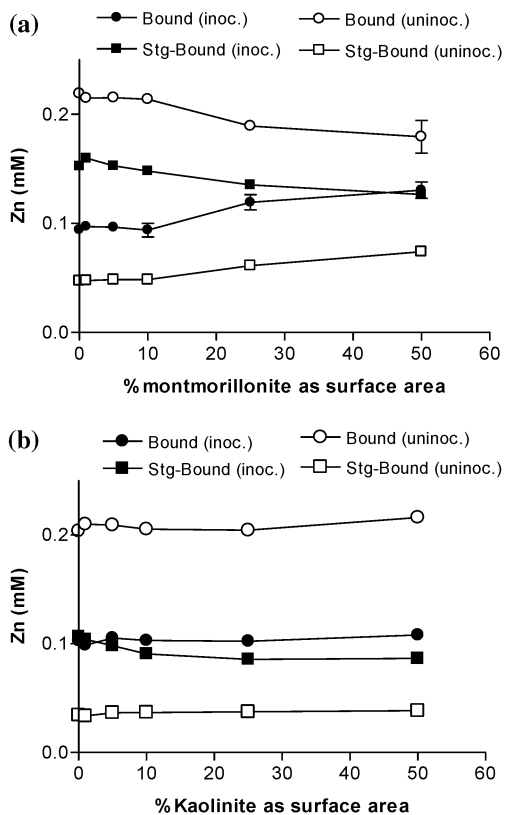 (a)
Bound (inoc.)
Bound (uninoc.)
Stg-Bound (inoc.)
Stg-Bound (uninoc.)
Zn (mM)
0.2
0.1
0.0
0 10 20 30 40 50 60
% montmorillonite as surface area
(b)
Bound (inoc.)
Bound (uninoc.)
Stg-Bound (inoc.)
Stg-Bound (uninoc.)
Zn (mM)
0.2
0.1
0.0
0 10 20 30 40 50 60
% Kaolinite as surface area